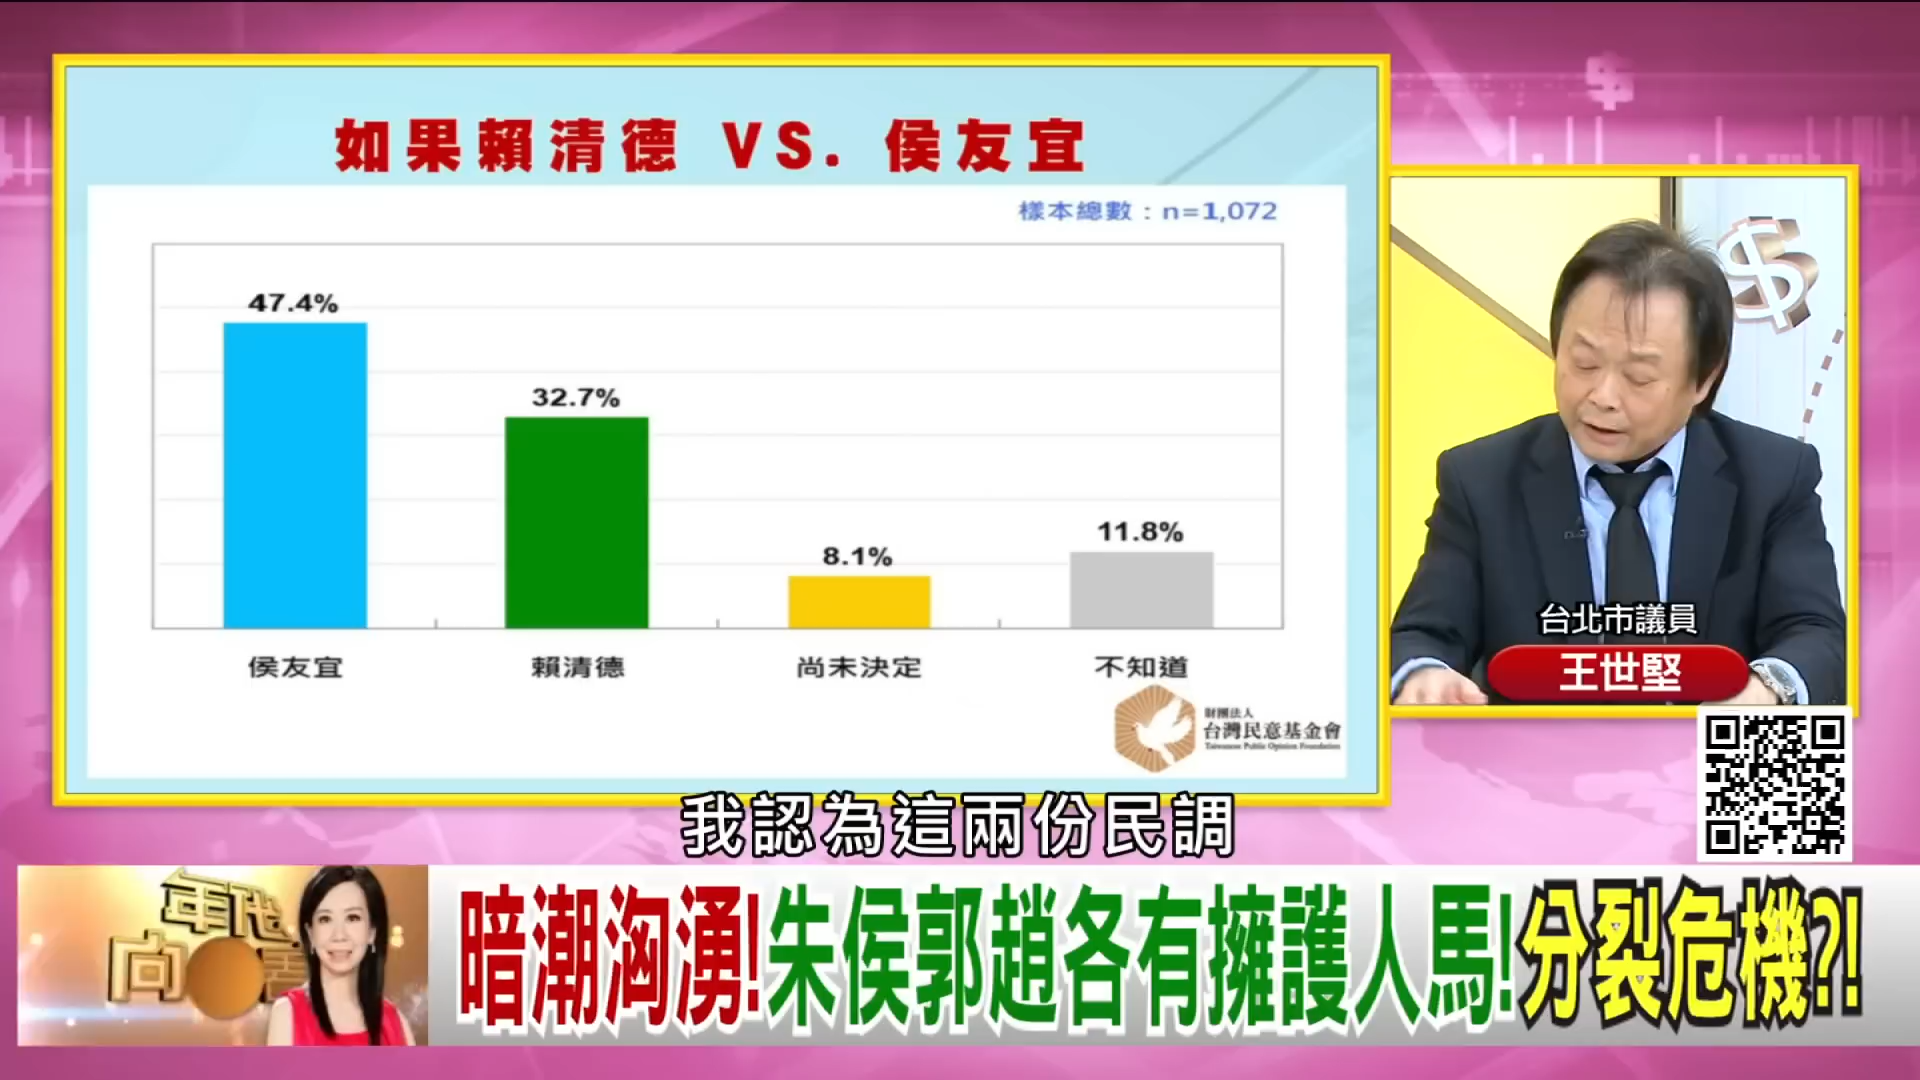 如果賴清德 VS. 侯友宜
樣本總數：n=1,072
47.4%
32.7%
8.1%
11.8%
侯友宜
賴清德
尚未決定
不知道
財團法人
台灣民意基金會
Taiwanese Public Opinion Foundation
台北市議員
王世堅
我認為這兩份民調
年代
向
暗潮洶湧!朱侯郭趙各有擁護人馬!分裂危機?!